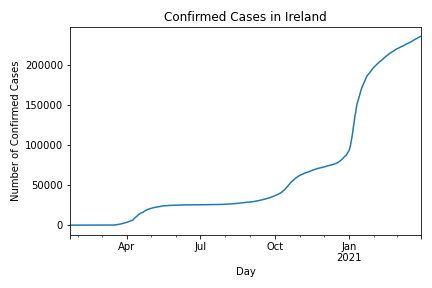 Confirmed Cases in Ireland
Number of Confirmed Cases
200000
150000
100000
50000
0
Apr
Jul
Oct
Jan
2021
Day